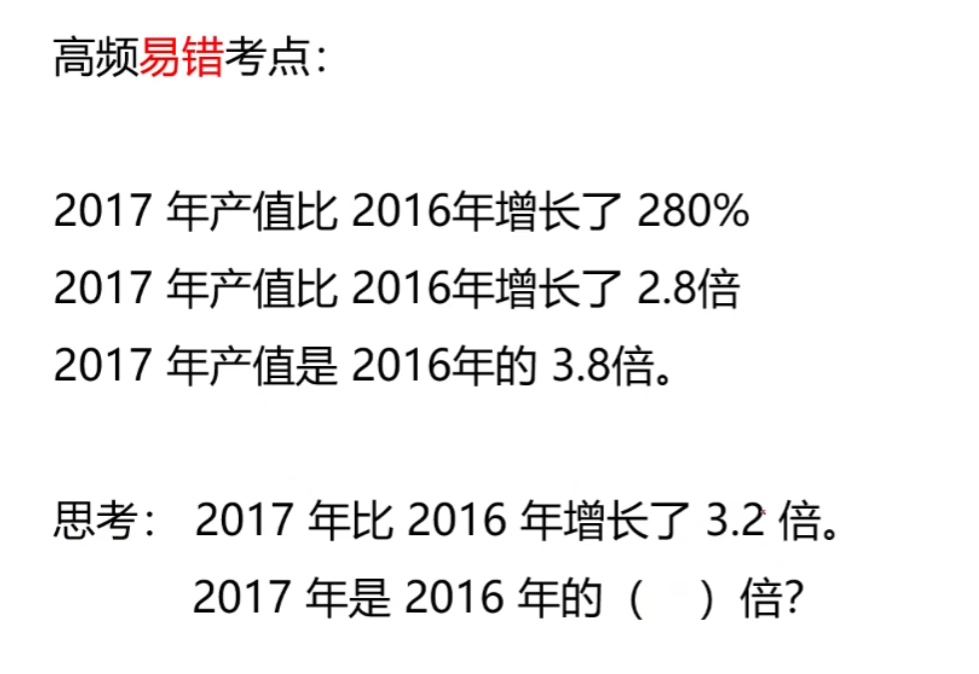 高频易错考点：
2017 年产值比 2016年增长了 280%
2017 年产值比 2016年增长了 2.8倍
2017 年产值是 2016年的 3.8倍。
思考： 2017 年比 2016 年增长了 3.2 倍。
2017 年是 2016 年的（ ）倍？